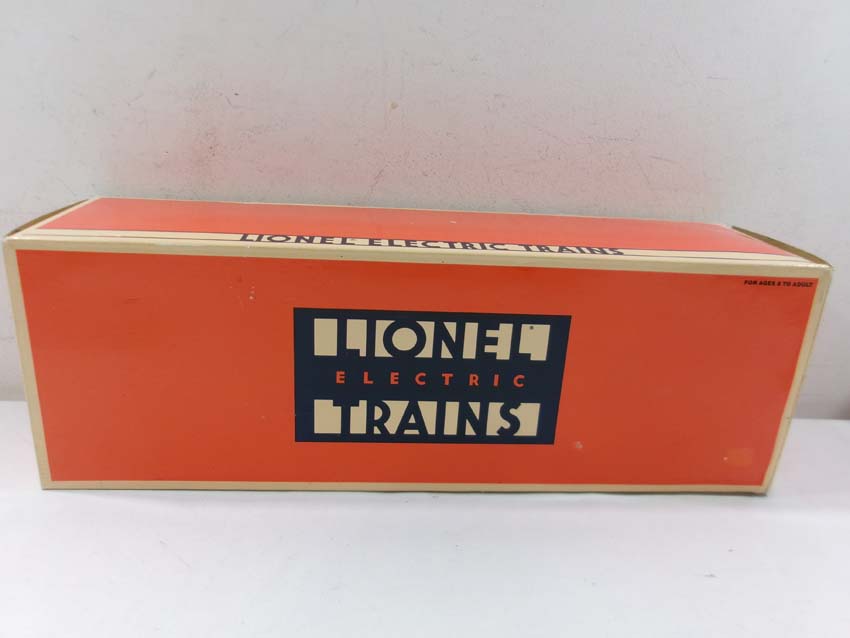 LIONEL ELECTRIC TRAINS
FOR AGES 8 TO ADULT
LIONEL®
ELECTRIC
TRAINS